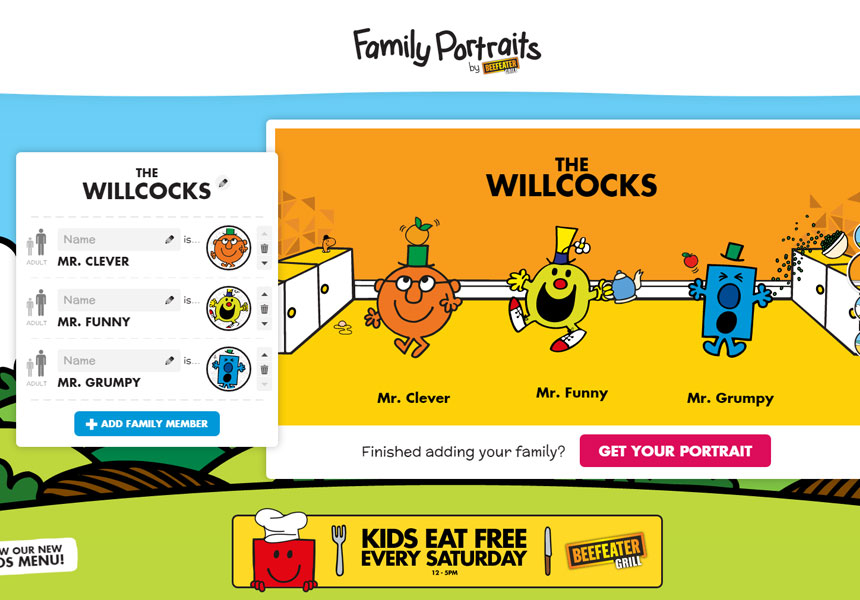 Family Portraits
by BEEFEATER
GRILL
THE
WILLCOCKS
Name is...
ADULT
MR. CLEVER
Name is...
ADULT
MR. FUNNY
Name is...
ADULT
MR. GRUMPY
ADD FAMILY MEMBER
THE
WILLCOCKS
Mr. Clever
Mr. Funny
Mr. Grumpy
Finished adding your family?
GET YOUR PORTRAIT
W OUR NEW
DS MENU!
KIDS EAT FREE
EVERY SATURDAY
12 - 5PM
BEEFEATER
GRILL